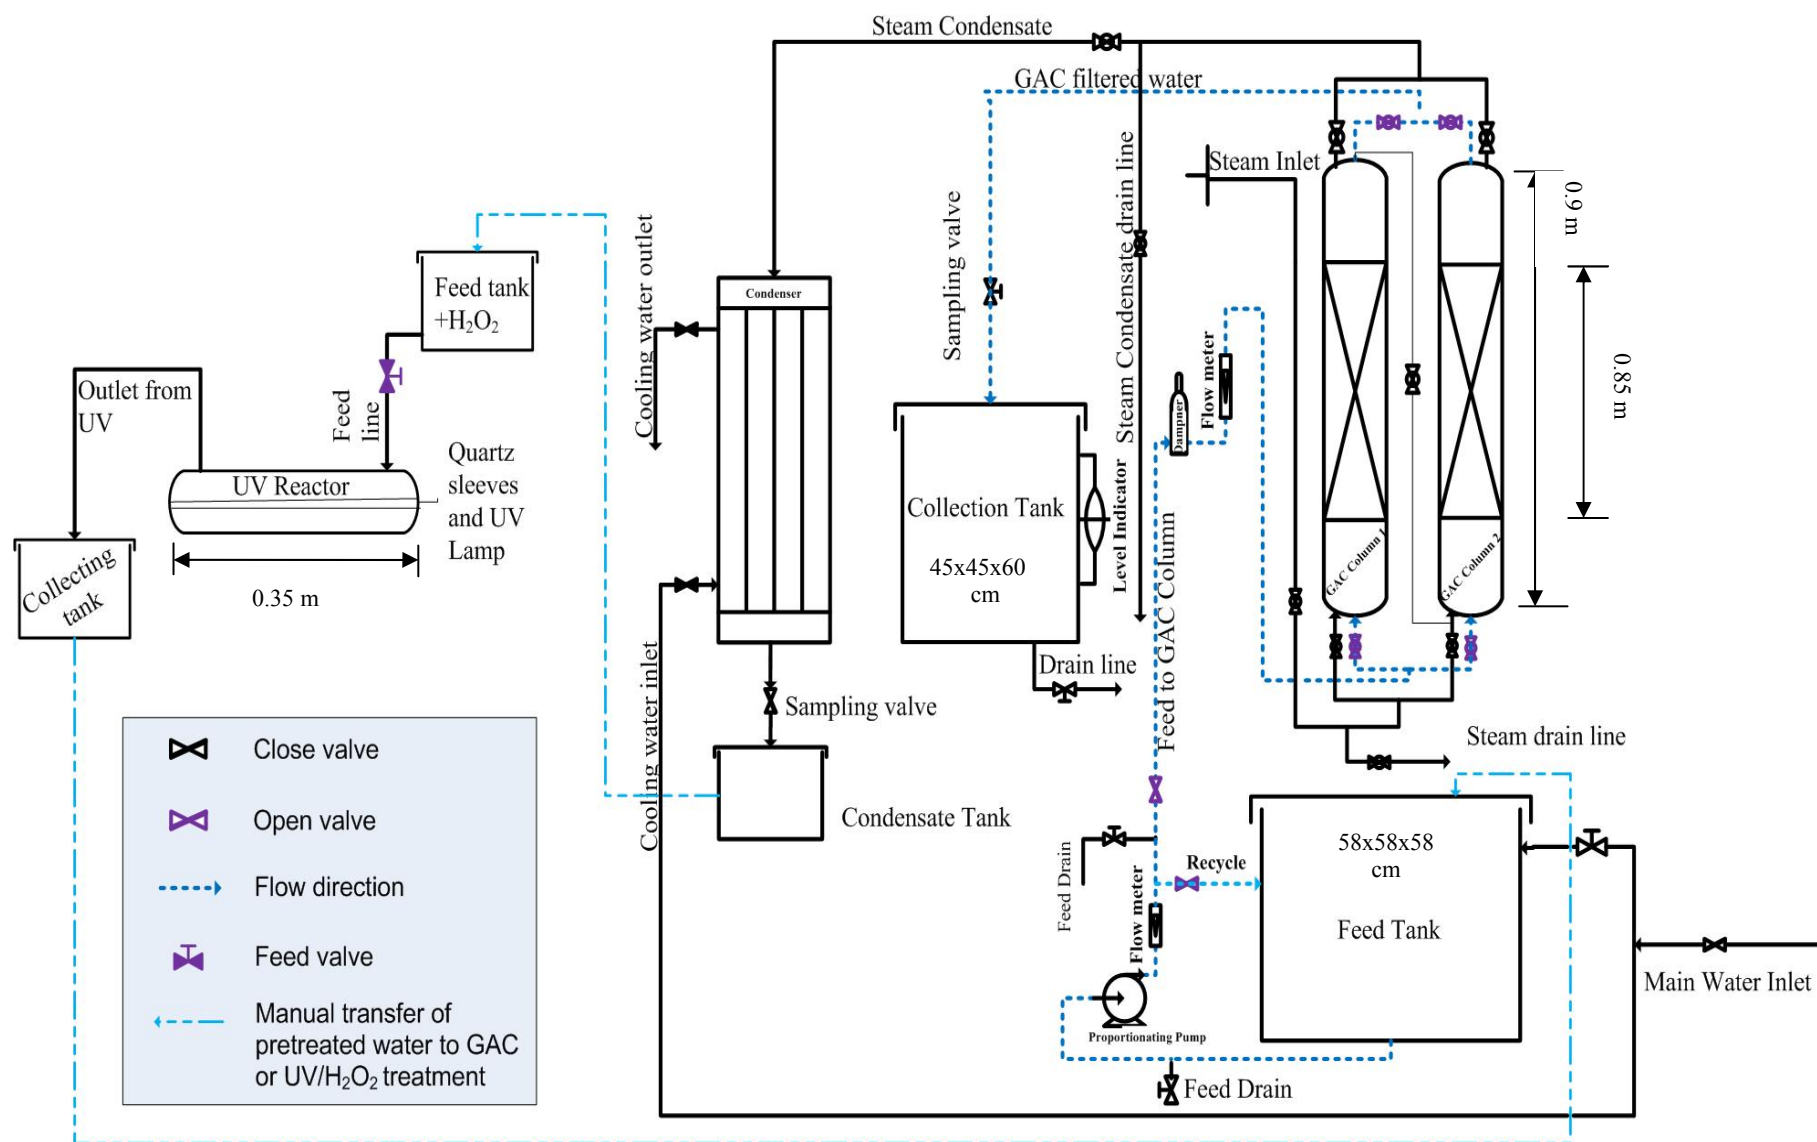 Steam Condensate
GAC filtered water
Steam Inlet
0.9 m
Sampling valve
Steam Condensate drain line
Cooling water outlet
Feed tank
+H₂O₂
Condenser
Outlet from
UV
Feed
line
Flow meter
Dampner
0.85 m
Quartz
sleeves
and UV
Lamp
UV Reactor
0.35 m
Collecting
tank
Collection Tank
45x45x60
cm
Level Indicator
Feed to GAC Column
GAC Column 1
GAC Column 2
Cooling water inlet
Drain line
Sampling valve
Steam drain line
Condensate Tank
Feed Drain
Recycle
Flow meter
58x58x58
cm
Feed Tank
Main Water Inlet
Proportionating Pump
Feed Drain
Close valve
Open valve
Flow direction
Feed valve
Manual transfer of
pretreated water to GAC
or UV/H₂O₂ treatment